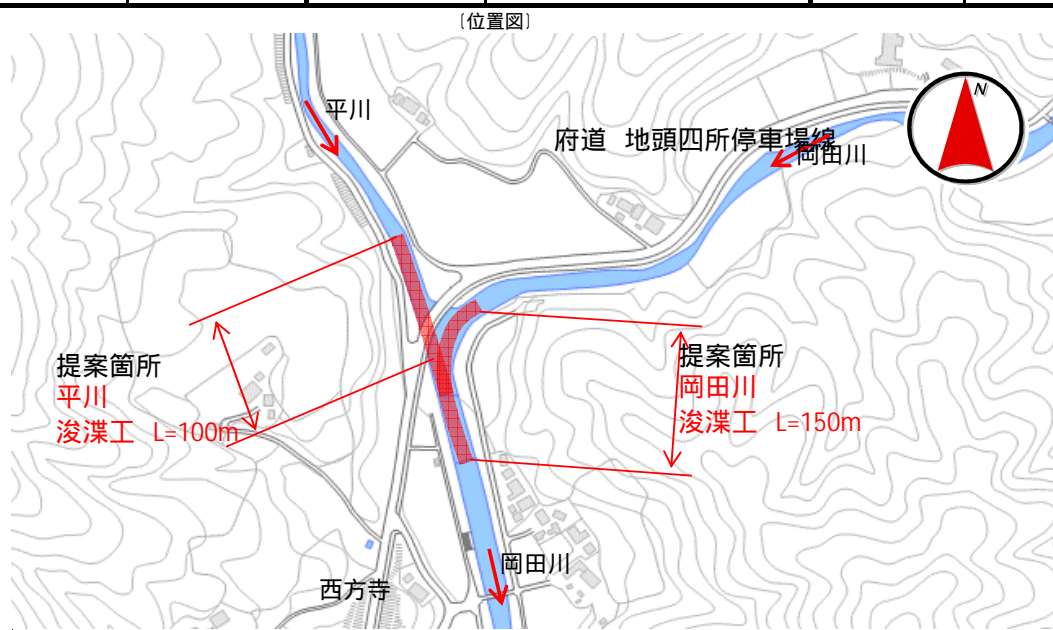 ［位置図］
平川
N
府道 地頭四所停車場線
岡田川
提案箇所
平川
浚渫工 L=100m
提案箇所
岡田川
浚渫工 L=150m
岡田川
西方寺